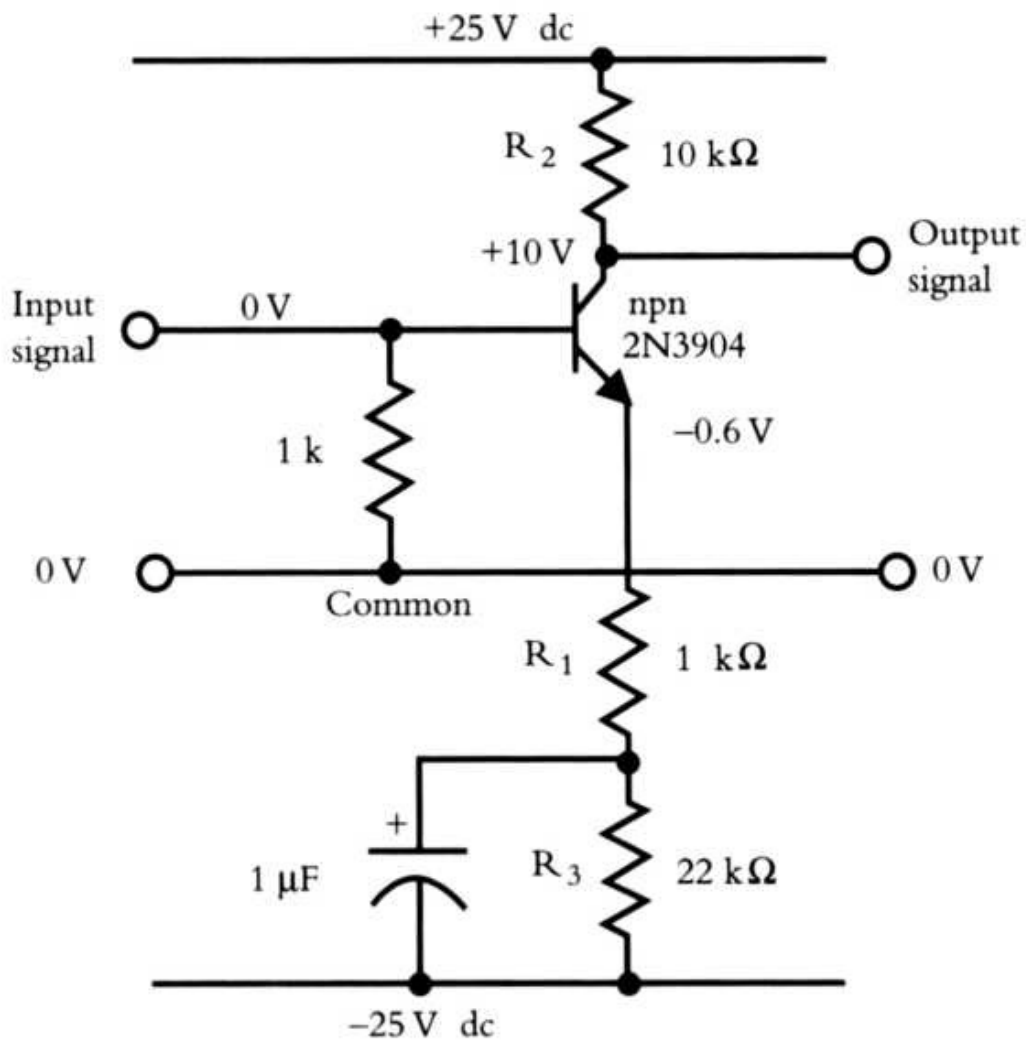 +25 V dc
R2
10 kΩ
+10 V
Output
signal
Input
signal
0 V
npn
2N3904
−0.6 V
1 k
0 V
0 V
Common
R1
1 kΩ
+
1 µF
R3
22 kΩ
−25 V dc